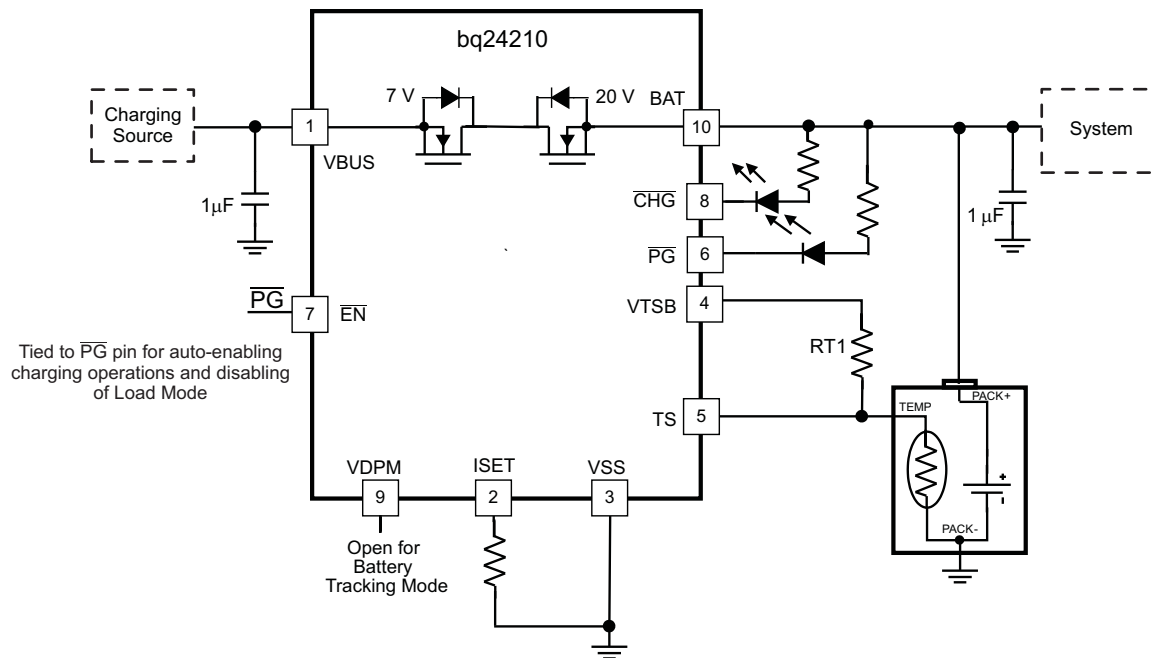 bq24210
7 V
20 V
BAT
Charging
Source
1
10
System
VBUS
CHG
8
1μF
1 μF
PG
6
PG
7
EN
VTSB
4
Tied to PG pin for auto-enabling
charging operations and disabling
of Load Mode
RT1
TS
5
TEMP
PACK+
+
-
PACK-
VDPM
ISET
VSS
9
2
3
Open for
Battery
Tracking Mode